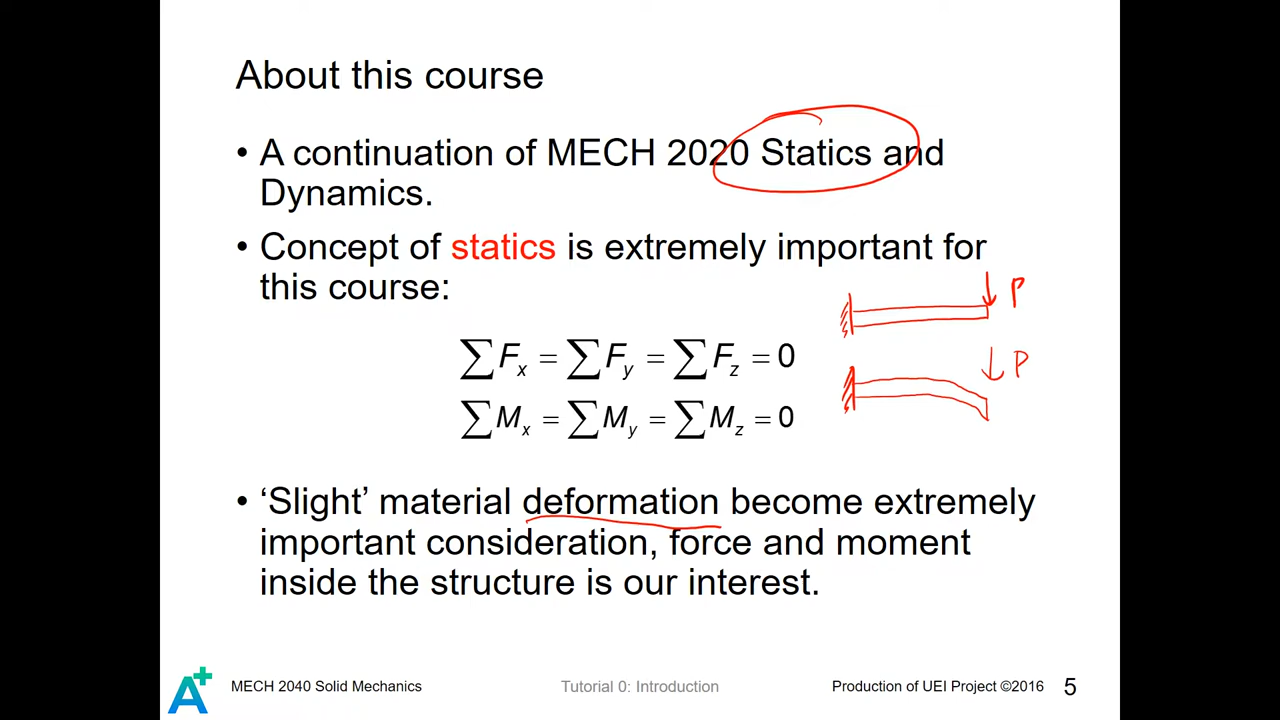 About this course
• A continuation of MECH 2020 Statics and
Dynamics.
• Concept of statics is extremely important for
this course:
P
∑Fx = ∑Fy = ∑Fz = 0
P
∑Mx = ∑My = ∑Mz = 0
• ‘Slight’ material deformation become extremely
important consideration, force and moment
inside the structure is our interest.
A+
MECH 2040 Solid Mechanics
Tutorial 0: Introduction
Production of UEI Project ©2016
5